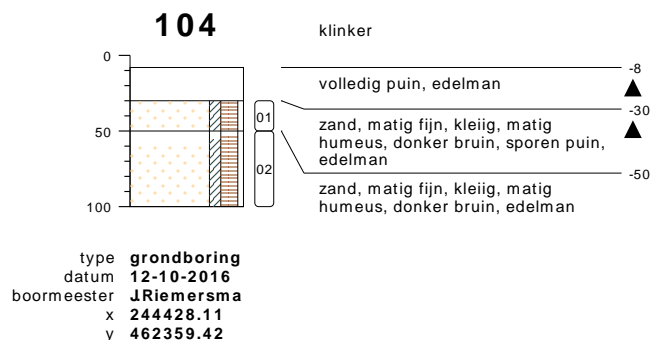 104
klinker
0
-8
volledig puin, edelman
-30
01
zand, matig fijn, kleiig, matig
humeus, donker bruin, sporen puin,
edelman
50
-50
02
zand, matig fijn, kleiig, matig
humeus, donker bruin, edelman
100
type grondboring
datum 12-10-2016
boormeester J.Riemersma
x 244428.11
y 462359.42